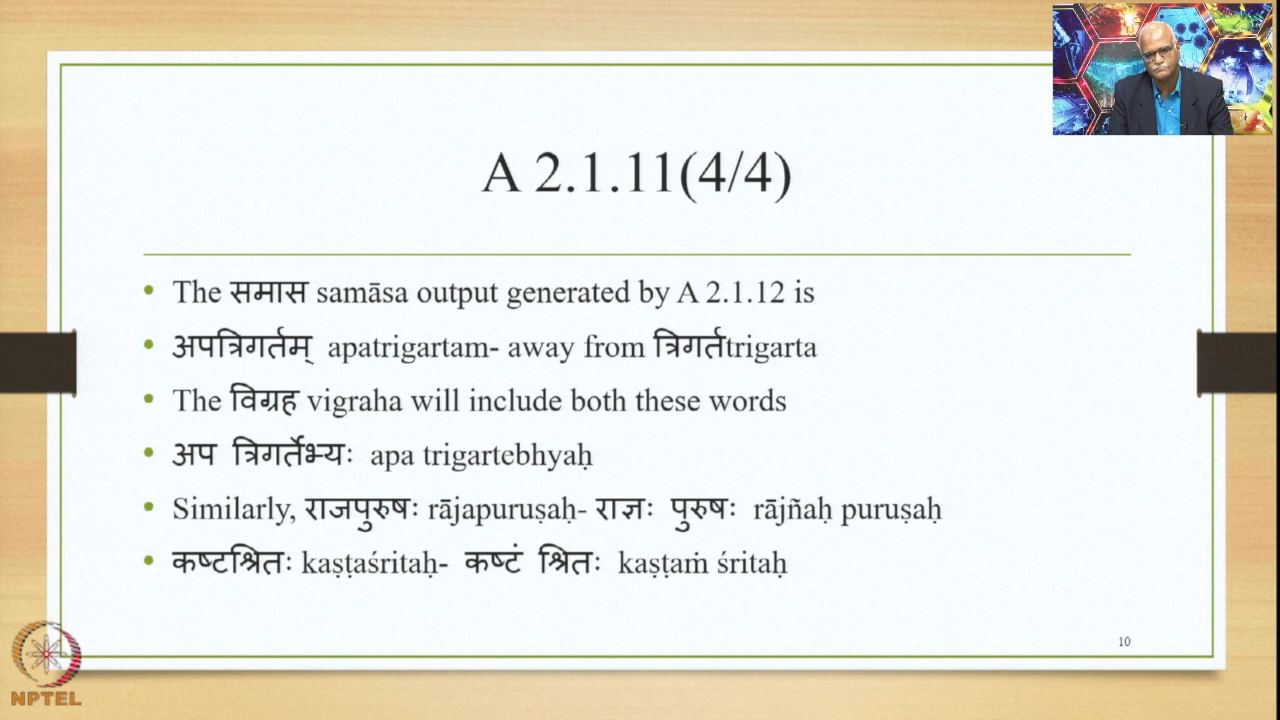 A 2.1.11(4/4)
• The समास samāsa output generated by A 2.1.12 is
• अपत्रिगर्तम् apatrigartam- away from त्रिगर्तtrigarta
• The विग्रह vigraha will include both these words
• अप त्रिगर्तेभ्यः apa trigartebhyaḥ
• Similarly, राजपुरुषः rājapuruṣaḥ- राज्ञः पुरुषः rājñaḥ puruṣaḥ
• कष्टश्रितः kaṣṭaśritaḥ- कष्टं श्रितः kaṣṭaṁ śritaḥ
10
NPTEL